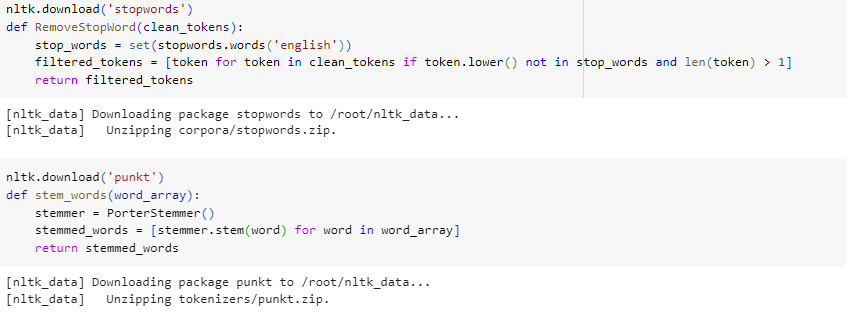 nltk.download('stopwords')
def RemoveStopWord(clean_tokens):
    stop_words = set(stopwords.words('english'))
    filtered_tokens = [token for token in clean_tokens if token.lower() not in stop_words and len(token) > 1]
    return filtered_tokens
[nltk_data] Downloading package stopwords to /root/nltk_data...
[nltk_data]   Unzipping corpora/stopwords.zip.
nltk.download('punkt')
def stem_words(word_array):
    stemmer = PorterStemmer()
    stemmed_words = [stemmer.stem(word) for word in word_array]
    return stemmed_words
[nltk_data] Downloading package punkt to /root/nltk_data...
[nltk_data]   Unzipping tokenizers/punkt.zip.